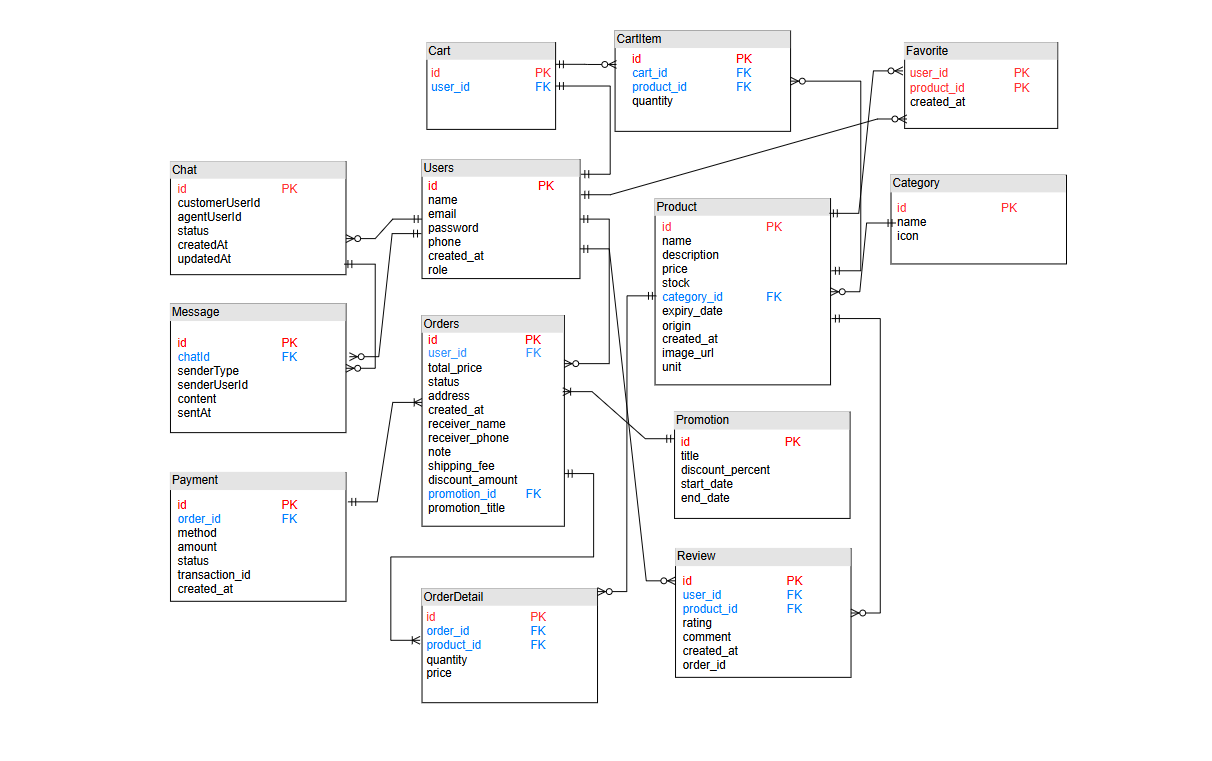 Cart
id PK
user_id FK
CartItem
id PK
cart_id FK
product_id FK
quantity
Favorite
user_id PK
product_id PK
created_at
Chat
id PK
customerUserId
agentUserId
status
createdAt
updatedAt
Users
id PK
name
email
password
phone
created_at
role
Product
id PK
name
description
price
stock
category_id FK
expiry_date
origin
created_at
image_url
unit
Category
id PK
name
icon
Message
id PK
chatId FK
senderType
senderUserId
content
sentAt
Orders
id PK
user_id FK
total_price
status
address
created_at
receiver_name
receiver_phone
note
shipping_fee
discount_amount
promotion_id FK
promotion_title
Promotion
id PK
title
discount_percent
start_date
end_date
Payment
id PK
order_id FK
method
amount
status
transaction_id
created_at
OrderDetail
id PK
order_id FK
product_id FK
quantity
price
Review
id PK
user_id FK
product_id FK
rating
comment
created_at
order_id